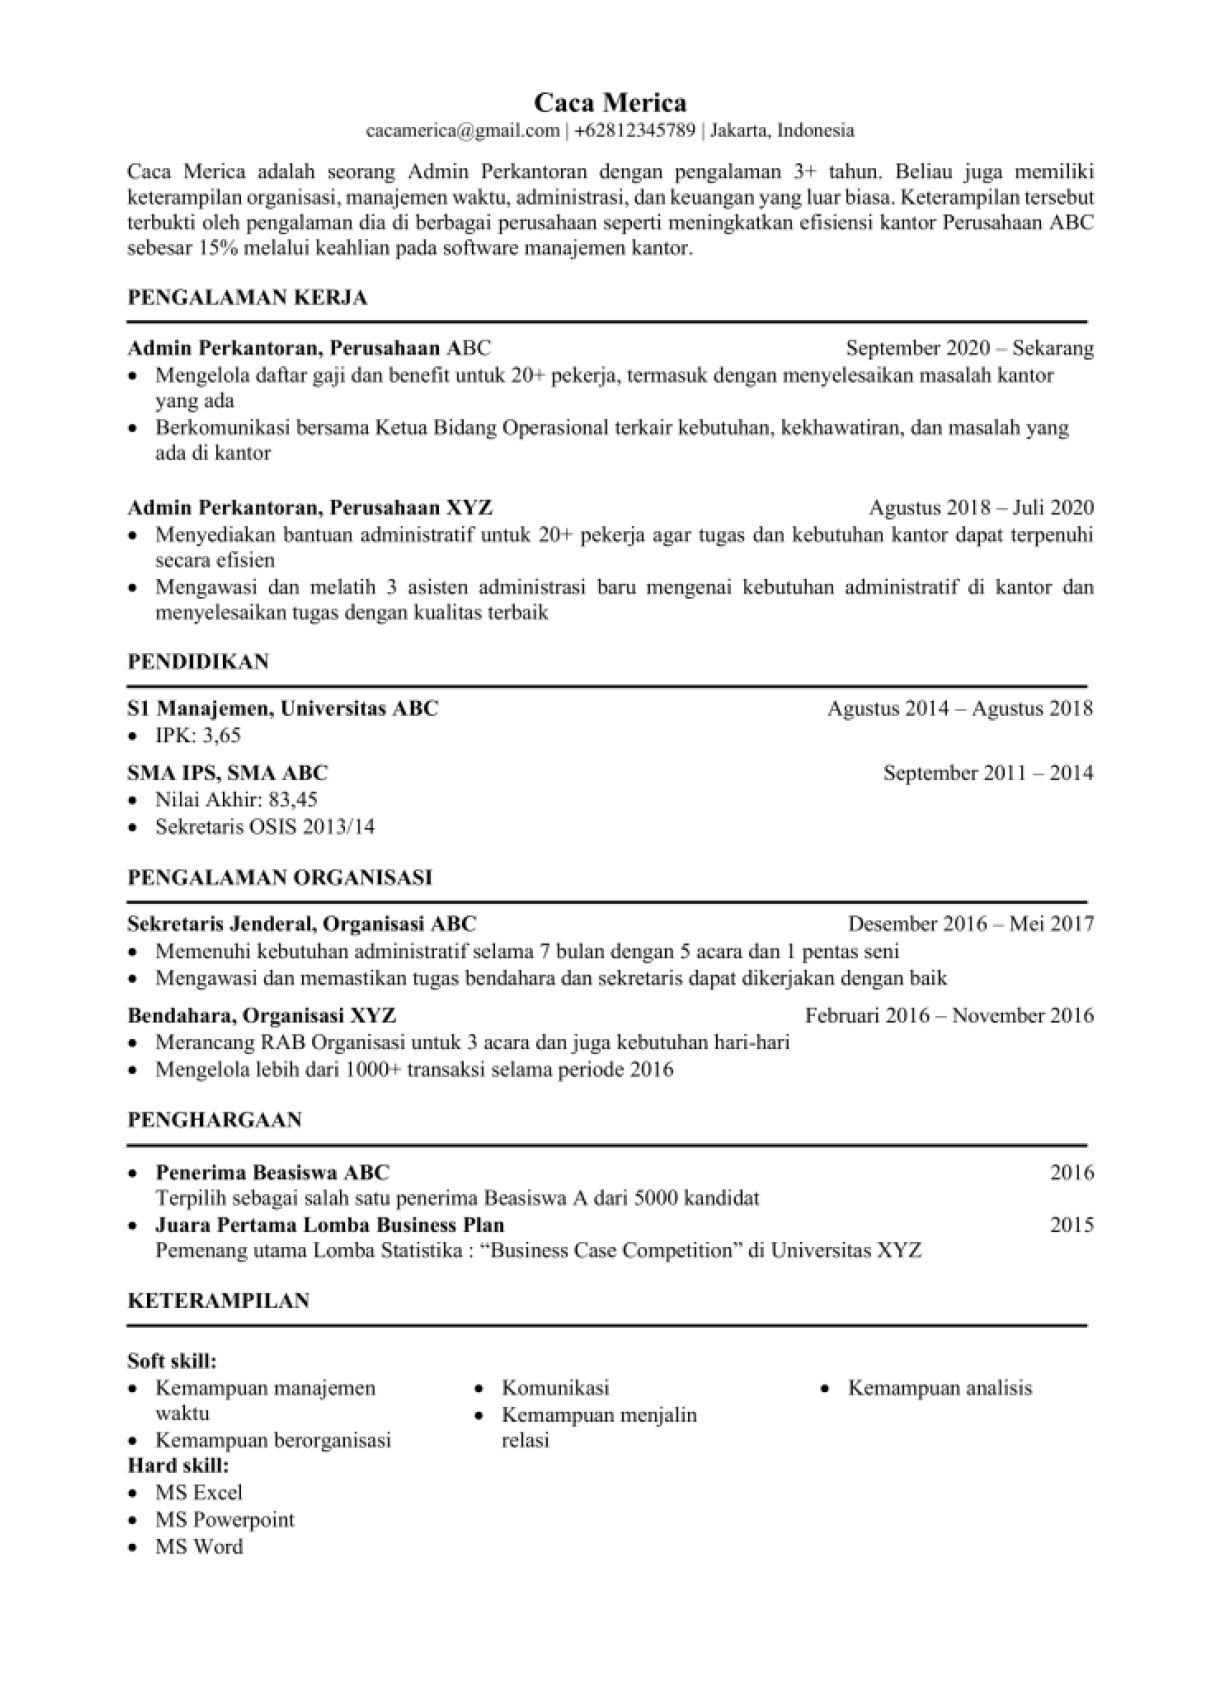 Caca Merica
cacamerica@gmail.com | +62812345789 | Jakarta, Indonesia
Caca Merica adalah seorang Admin Perkantoran dengan pengalaman 3+ tahun. Beliau juga memiliki
keterampilan organisasi, manajemen waktu, administrasi, dan keuangan yang luar biasa. Keterampilan tersebut
terbukti oleh pengalaman dia di berbagai perusahaan seperti meningkatkan efisiensi kantor Perusahaan ABC
sebesar 15% melalui keahlian pada software manajemen kantor.
PENGALAMAN KERJA
Admin Perkantoran, Perusahaan ABC September 2020 – Sekarang
• Mengelola daftar gaji dan benefit untuk 20+ pekerja, termasuk dengan menyelesaikan masalah kantor
yang ada
• Berkomunikasi bersama Ketua Bidang Operasional terkair kebutuhan, kekhawatiran, dan masalah yang
ada di kantor
Admin Perkantoran, Perusahaan XYZ Agustus 2018 – Juli 2020
• Menyediakan bantuan administratif untuk 20+ pekerja agar tugas dan kebutuhan kantor dapat terpenuhi
secara efisien
• Mengawasi dan melatih 3 asisten administrasi baru mengenai kebutuhan administratif di kantor dan
menyelesaikan tugas dengan kualitas terbaik
PENDIDIKAN
S1 Manajemen, Universitas ABC Agustus 2014 – Agustus 2018
• IPK: 3,65
SMA IPS, SMA ABC September 2011 – 2014
• Nilai Akhir: 83,45
• Sekretaris OSIS 2013/14
PENGALAMAN ORGANISASI
Sekretaris Jenderal, Organisasi ABC Desember 2016 – Mei 2017
• Memenuhi kebutuhan administratif selama 7 bulan dengan 5 acara dan 1 pentas seni
• Mengawasi dan memastikan tugas bendahara dan sekretaris dapat dikerjakan dengan baik
Bendahara, Organisasi XYZ Februari 2016 – November 2016
• Merancang RAB Organisasi untuk 3 acara dan juga kebutuhan hari-hari
• Mengelola lebih dari 1000+ transaksi selama periode 2016
PENGHARGAAN
• Penerima Beasiswa ABC 2016
Terpilih sebagai salah satu penerima Beasiswa A dari 5000 kandidat
• Juara Pertama Lomba Business Plan 2015
Pemenang utama Lomba Statistika : “Business Case Competition” di Universitas XYZ
KETERAMPILAN
Soft skill:
• Kemampuan manajemen
waktu
• Kemampuan berorganisasi
• Komunikasi
• Kemampuan menjalin
relasi
• Kemampuan analisis
Hard skill:
• MS Excel
• MS Powerpoint
• MS Word